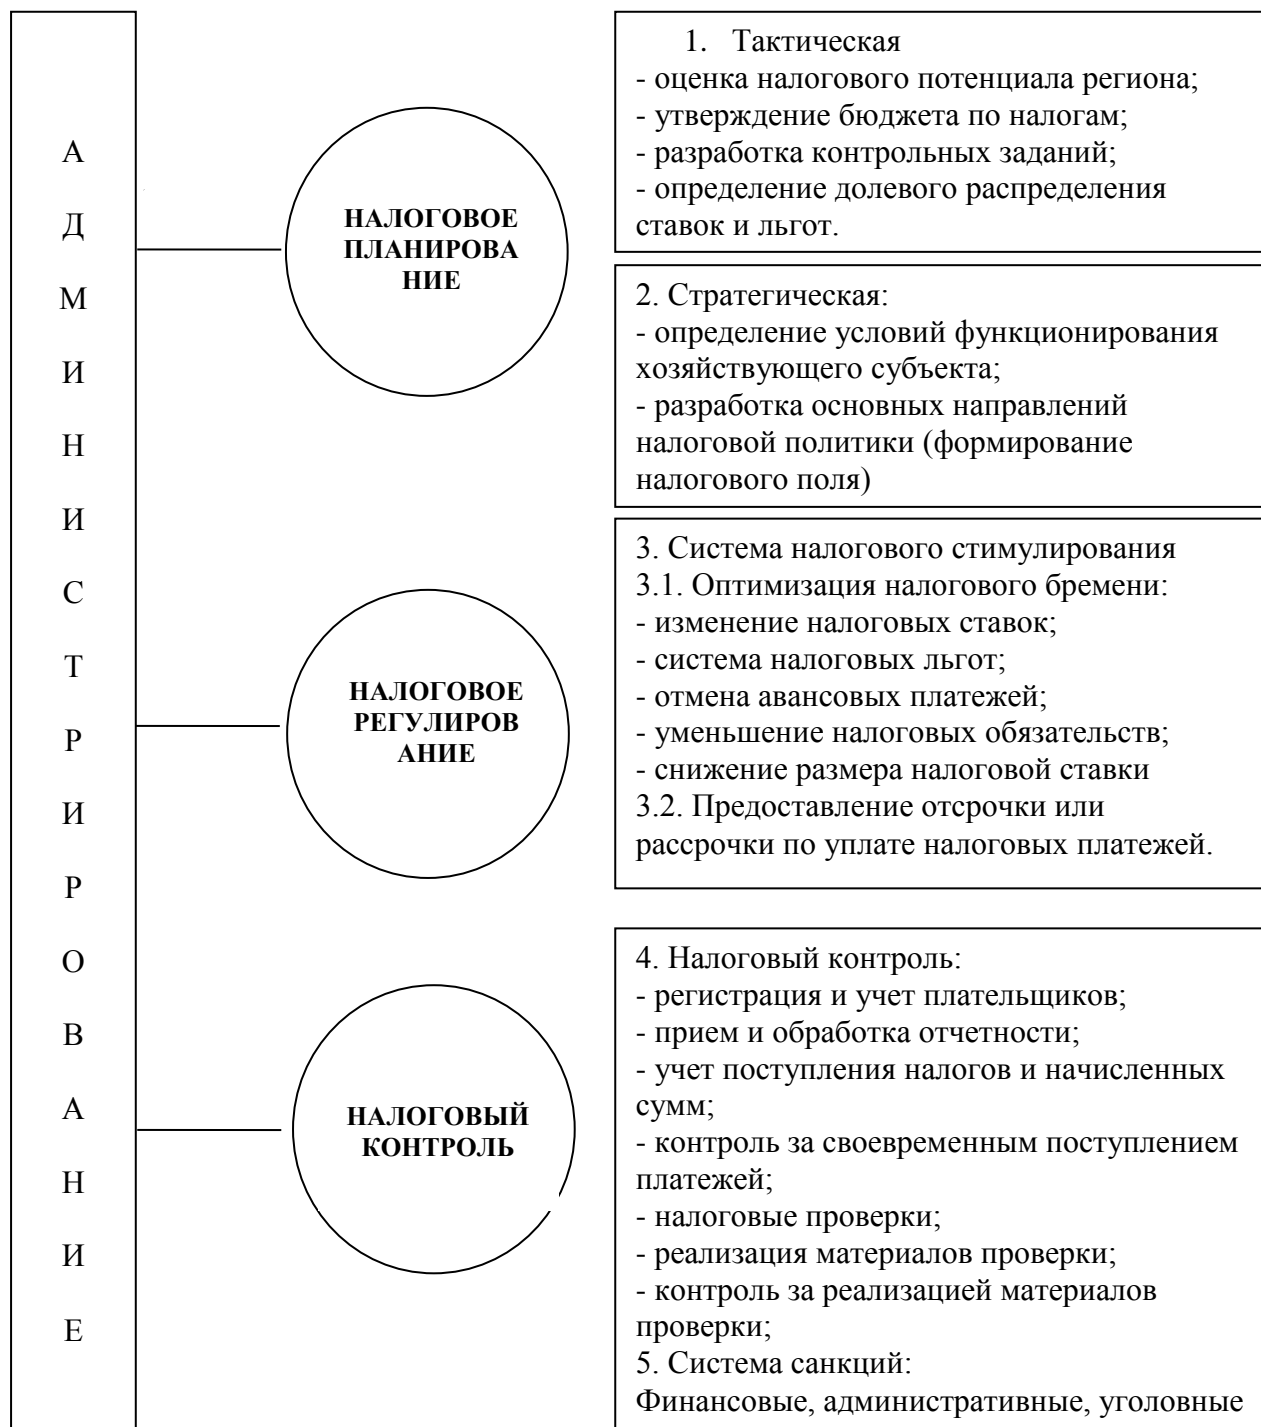 А
Д
М
И
Н
И
С
Т
Р
И
Р
О
В
А
Н
И
Е
НАЛОГОВОЕ
ПЛАНИРОВА
НИЕ
1. Тактическая
- оценка налогового потенциала региона;
- утверждение бюджета по налогам;
- разработка контрольных заданий;
- определение долевого распределения
ставок и льгот.
2. Стратегическая:
- определение условий функционирования
хозяйствующего субъекта;
- разработка основных направлений
налоговой политики (формирование
налогового поля)
НАЛОГОВОЕ
РЕГУЛИРОВ
АНИЕ
3. Система налогового стимулирования
3.1. Оптимизация налогового бремени:
- изменение налоговых ставок;
- система налоговых льгот;
- отмена авансовых платежей;
- уменьшение налоговых обязательств;
- снижение размера налоговой ставки
3.2. Предоставление отсрочки или
рассрочки по уплате налоговых платежей.
НАЛОГОВЫЙ
КОНТРОЛЬ
4. Налоговый контроль:
- регистрация и учет плательщиков;
- прием и обработка отчетности;
- учет поступления налогов и начисленных
сумм;
- контроль за своевременным поступлением
платежей;
- налоговые проверки;
- реализация материалов проверки;
- контроль за реализацией материалов
проверки;
5. Система санкций:
Финансовые, административные, уголовные